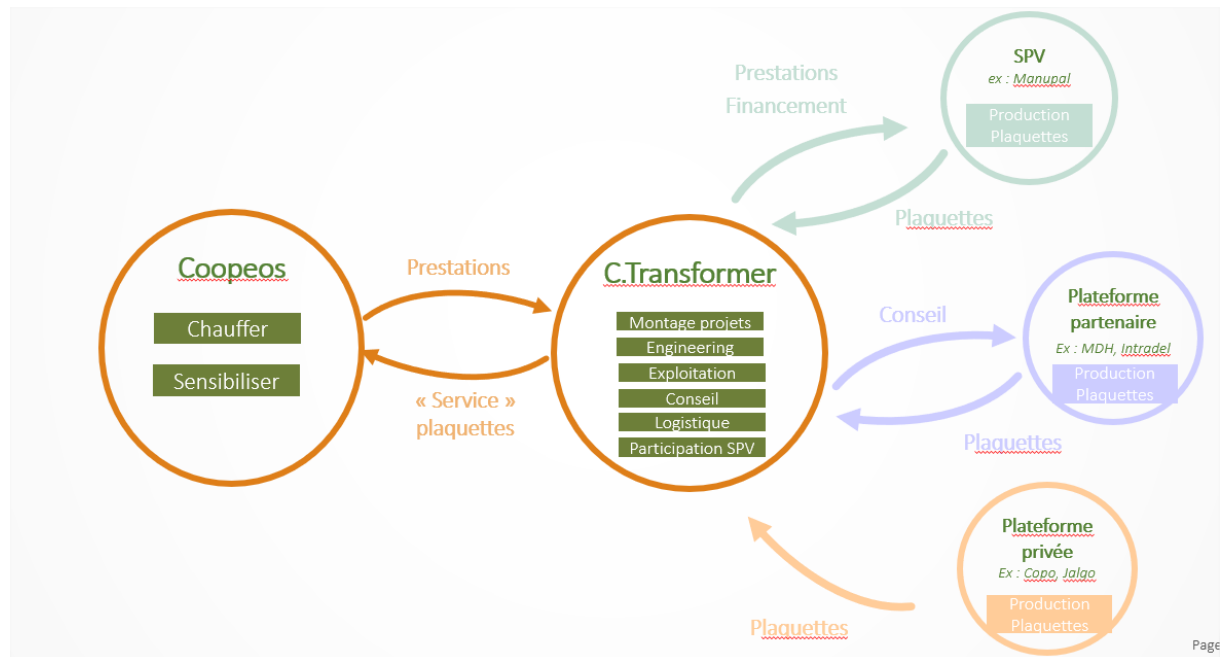 Coopeos
Chauffer
Sensibiliser
Prestations
« Service »
plaquettes
C.Transformer
Montage projets
Engineering
Exploitation
Conseil
Logistique
Participation SPV
Prestations
Financement
Plaquettes
SPV
ex : Manupal
Production
Plaquettes
Conseil
Plaquettes
Plateforme
partenaire
Ex : MDH, Intradel
Production
Plaquettes
Plaquettes
Plateforme
privée
Ex : Copo, Jalgo
Production
Plaquettes
Page